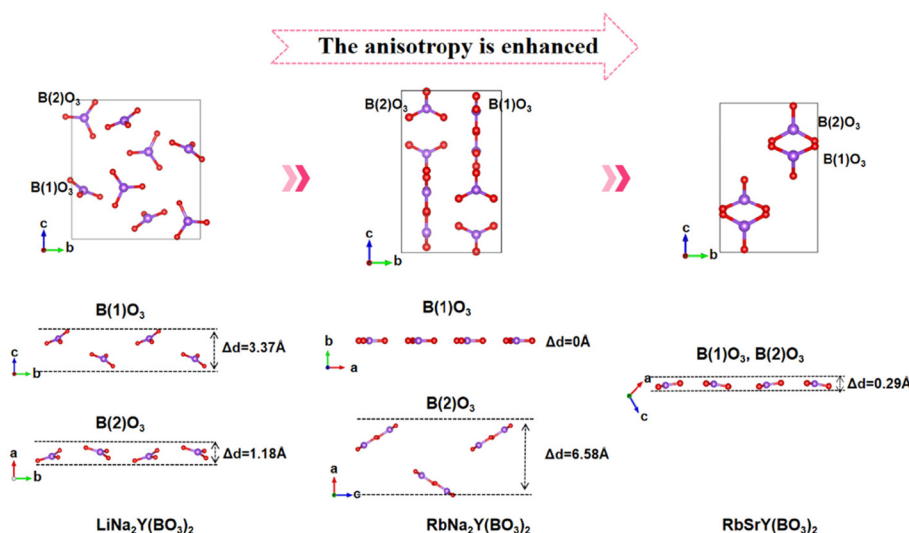 The anisotropy is enhanced
B(2)O₃
B(1)O₃
c
b
B(2)O₃
B(1)O₃
c
b
B(2)O₃
B(1)O₃
c
b
B(1)O₃
c
b
Δd=3.37Å
B(2)O₃
a
b
Δd=1.18Å
LiNa₂Y(BO₃)₂
B(1)O₃
b
a
Δd=0Å
B(2)O₃
a
c
Δd=6.58Å
RbNa₂Y(BO₃)₂
B(1)O₃, B(2)O₃
a
c
Δd=0.29Å
RbSrY(BO₃)₂